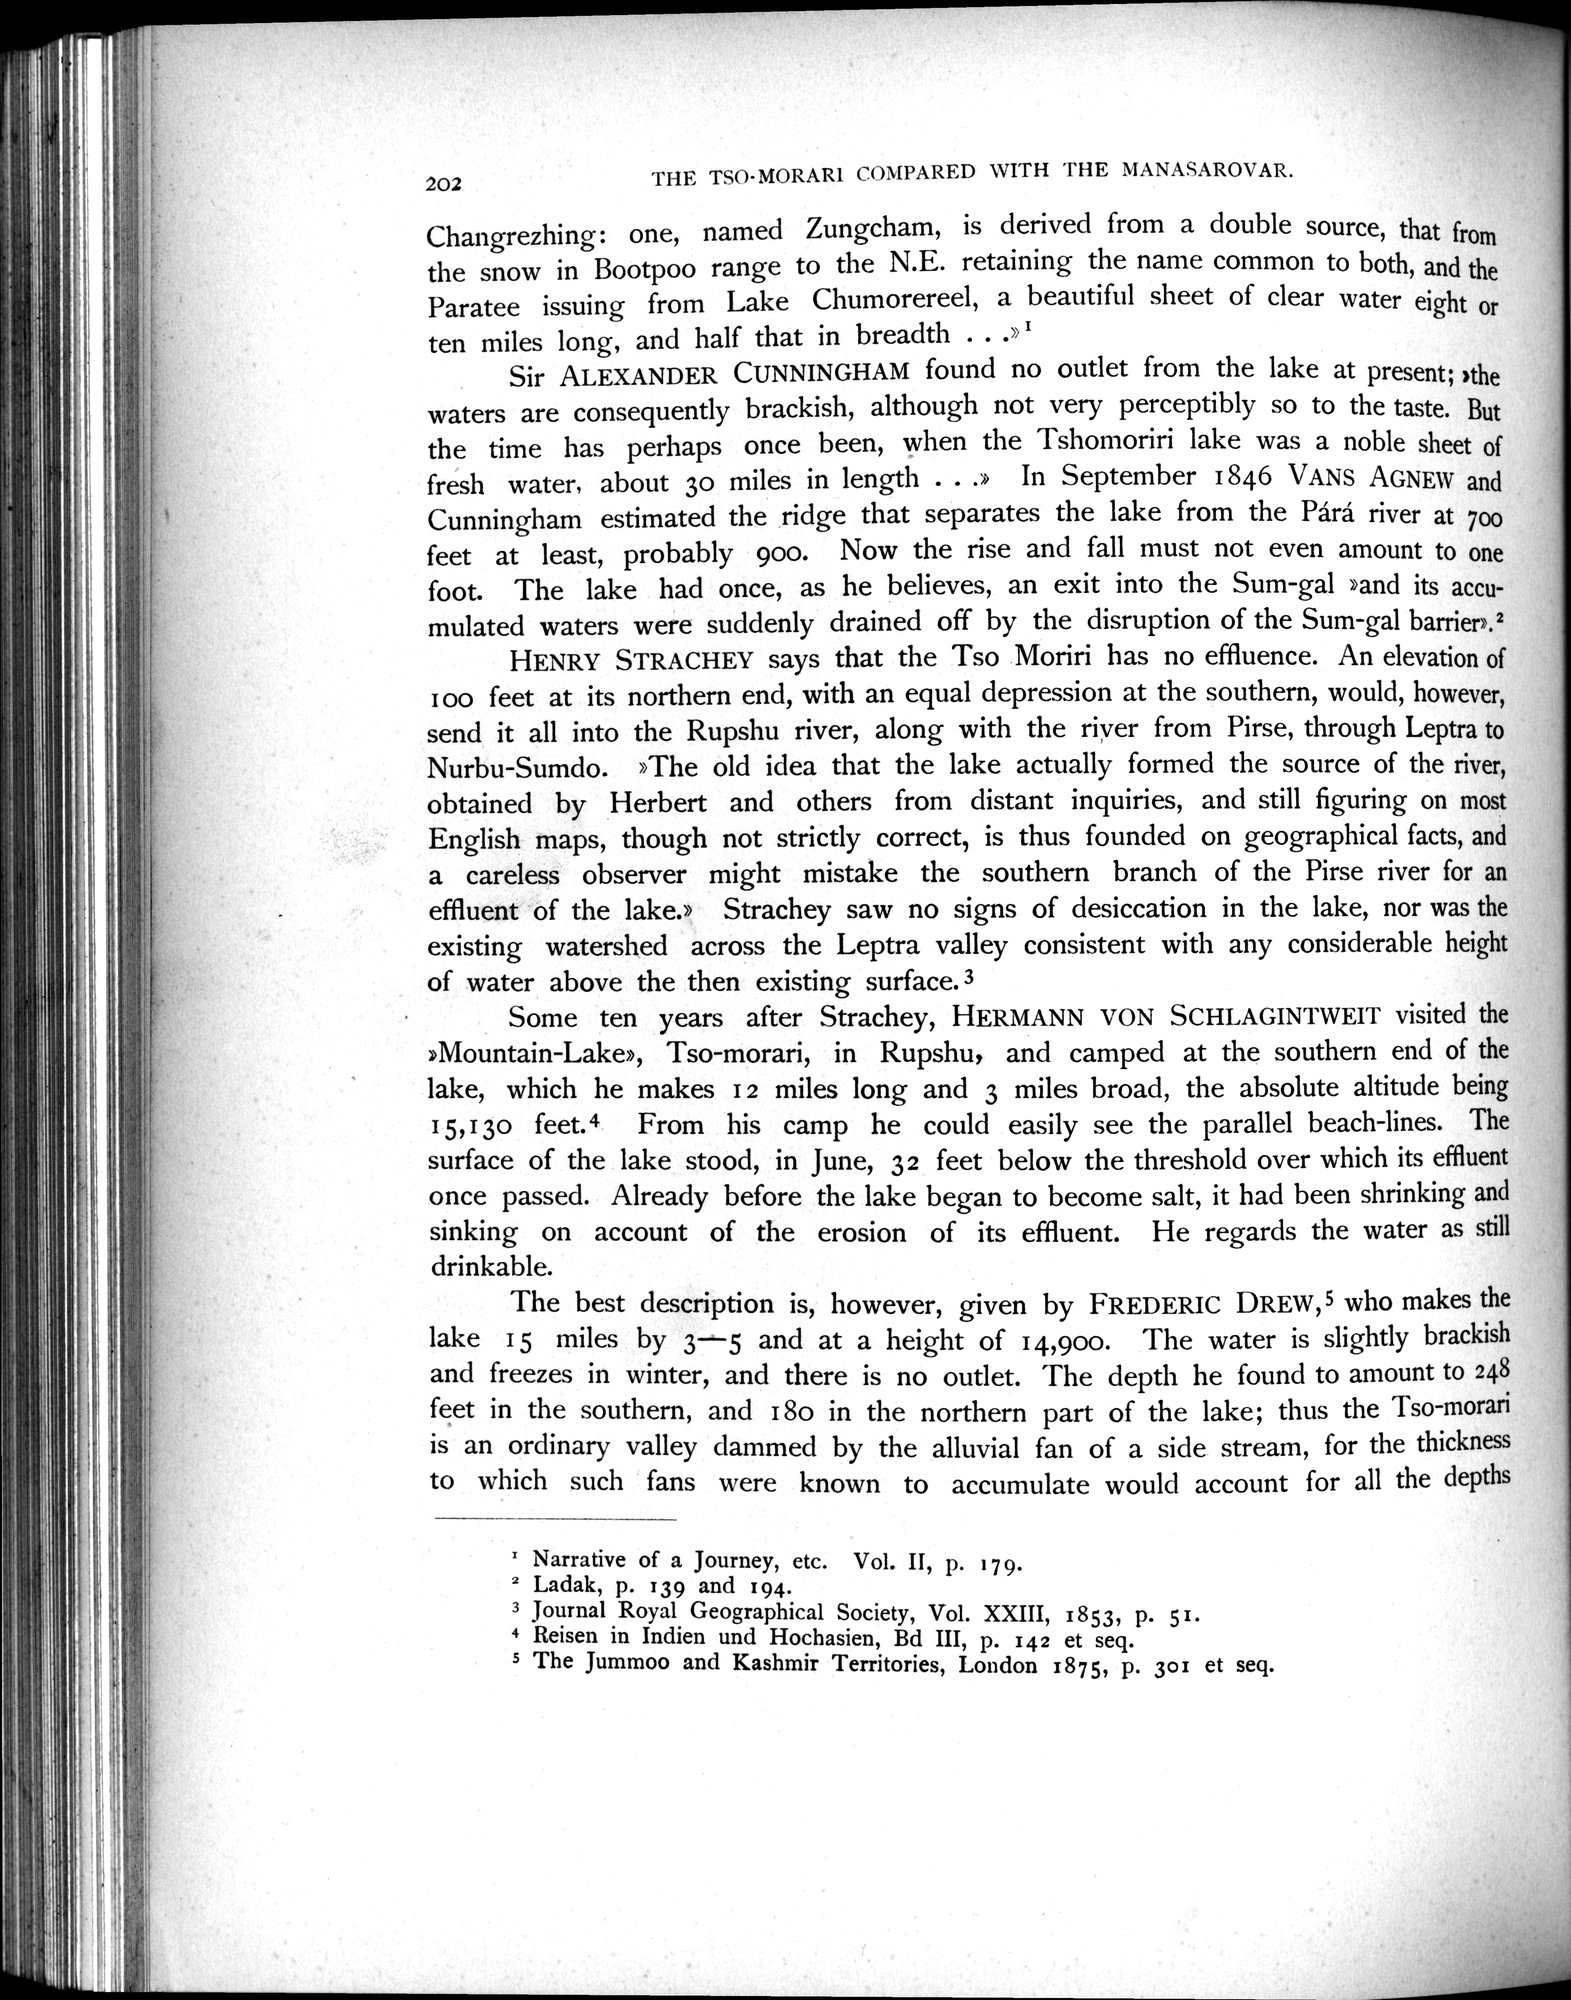 202 THE TSO-MORARI COMPARED WITH THE MANASAROVAR.
Changrezhing: one, named Zungcham, is derived from a double source, that from
the snow in Bootpoo range to the N.E. retaining the name common to both, and the
Paratee issuing from Lake Chumorereel, a beautiful sheet of clear water eight or
ten miles long, and half that in breadth . . .»¹
Sir ALEXANDER CUNNINGHAM found no outlet from the lake at present; »the
waters are consequently brackish, although not very perceptibly so to the taste. But
the time has perhaps once been, when the Tshomoriri lake was a noble sheet of
fresh water, about 30 miles in length . . .» In September 1846 VANS AGNEW and
Cunningham estimated the ridge that separates the lake from the Párá river at 700
feet at least, probably 900. Now the rise and fall must not even amount to one
foot. The lake had once, as he believes, an exit into the Sum-gal »and its accu-
mulated waters were suddenly drained off by the disruption of the Sum-gal barrier».²
HENRY STRACHEY says that the Tso Moriri has no effluence. An elevation of
100 feet at its northern end, with an equal depression at the southern, would, however,
send it all into the Rupshu river, along with the river from Pirse, through Leptra to
Nurbu-Sumdo. »The old idea that the lake actually formed the source of the river,
obtained by Herbert and others from distant inquiries, and still figuring on most
English maps, though not strictly correct, is thus founded on geographical facts, and
a careless observer might mistake the southern branch of the Pirse river for an
effluent of the lake.» Strachey saw no signs of desiccation in the lake, nor was the
existing watershed across the Leptra valley consistent with any considerable height
of water above the then existing surface.³
Some ten years after Strachey, HERMANN VON SCHLAGINTWEIT visited the
»Mountain-Lake», Tso-morari, in Rupshu, and camped at the southern end of the
lake, which he makes 12 miles long and 3 miles broad, the absolute altitude being
15,130 feet.⁴ From his camp he could easily see the parallel beach-lines. The
surface of the lake stood, in June, 32 feet below the threshold over which its effluent
once passed. Already before the lake began to become salt, it had been shrinking and
sinking on account of the erosion of its effluent. He regards the water as still
drinkable.
The best description is, however, given by FREDERIC DREW,⁵ who makes the
lake 15 miles by 3—5 and at a height of 14,900. The water is slightly brackish
and freezes in winter, and there is no outlet. The depth he found to amount to 248
feet in the southern, and 180 in the northern part of the lake; thus the Tso-morari
is an ordinary valley dammed by the alluvial fan of a side stream, for the thickness
to which such fans were known to accumulate would account for all the depths
¹ Narrative of a Journey, etc. Vol. II, p. 179.
² Ladak, p. 139 and 194.
³ Journal Royal Geographical Society, Vol. XXIII, 1853, p. 51.
⁴ Reisen in Indien und Hochasien, Bd III, p. 142 et seq.
⁵ The Jummoo and Kashmir Territories, London 1875, p. 301 et seq.